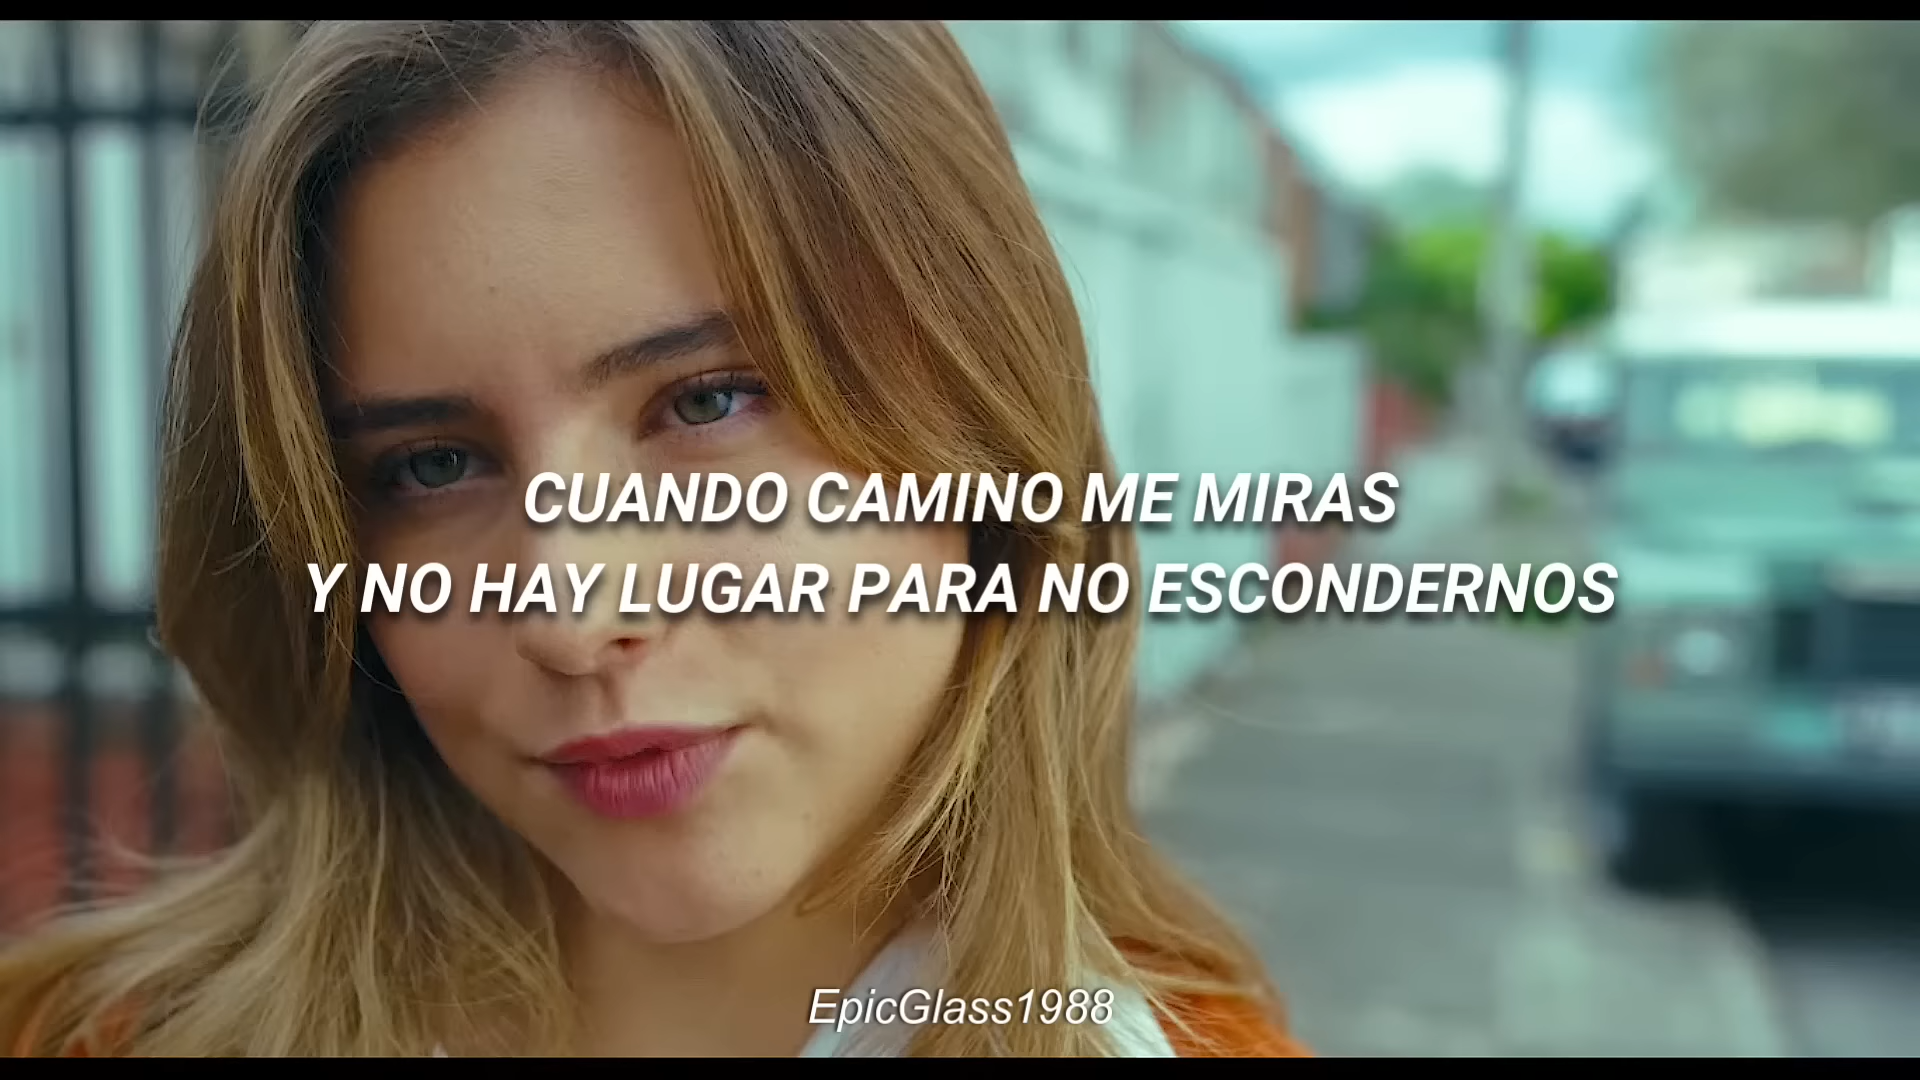 CUANDO CAMINO ME MIRAS
Y NO HAY LUGAR PARA NO ESCONDERNOS
EpicGlass1988